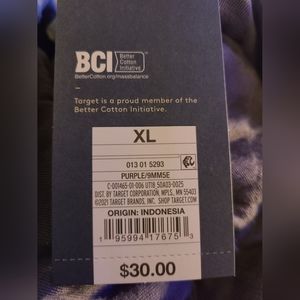 BCI Better Cotton Initiative
BetterCotton.org/massbalance
Target is a proud member of the
Better Cotton Initiative.
XL
013 01 5293
PURPLE/9MM5E
C-001465-01-006 UT18_S0A03-0025
DIST. BY TARGET CORPORATION, MPLS, MN 55403
©2021 TARGET BRANDS, INC. SHOP TARGET.COM
ORIGIN: INDONESIA
1 95994 17675 3
$30.00